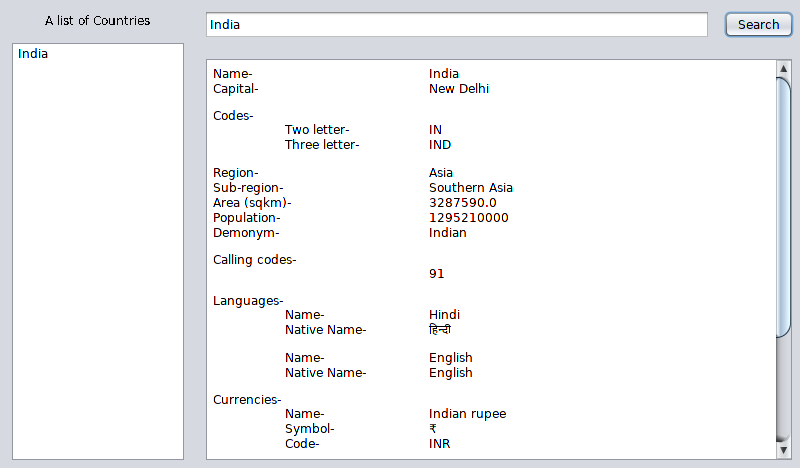 A list of Countries
India
Search
India
Name- India
Capital- New Delhi
Codes-
Two letter- IN
Three letter- IND
Region- Asia
Sub-region- Southern Asia
Area (sqkm)- 3287590.0
Population- 1295210000
Demonym- Indian
Calling codes-
91
Languages-
Name- Hindi
Native Name- हिन्दी
Name- English
Native Name- English
Currencies-
Name- Indian rupee
Symbol- ₹
Code- INR